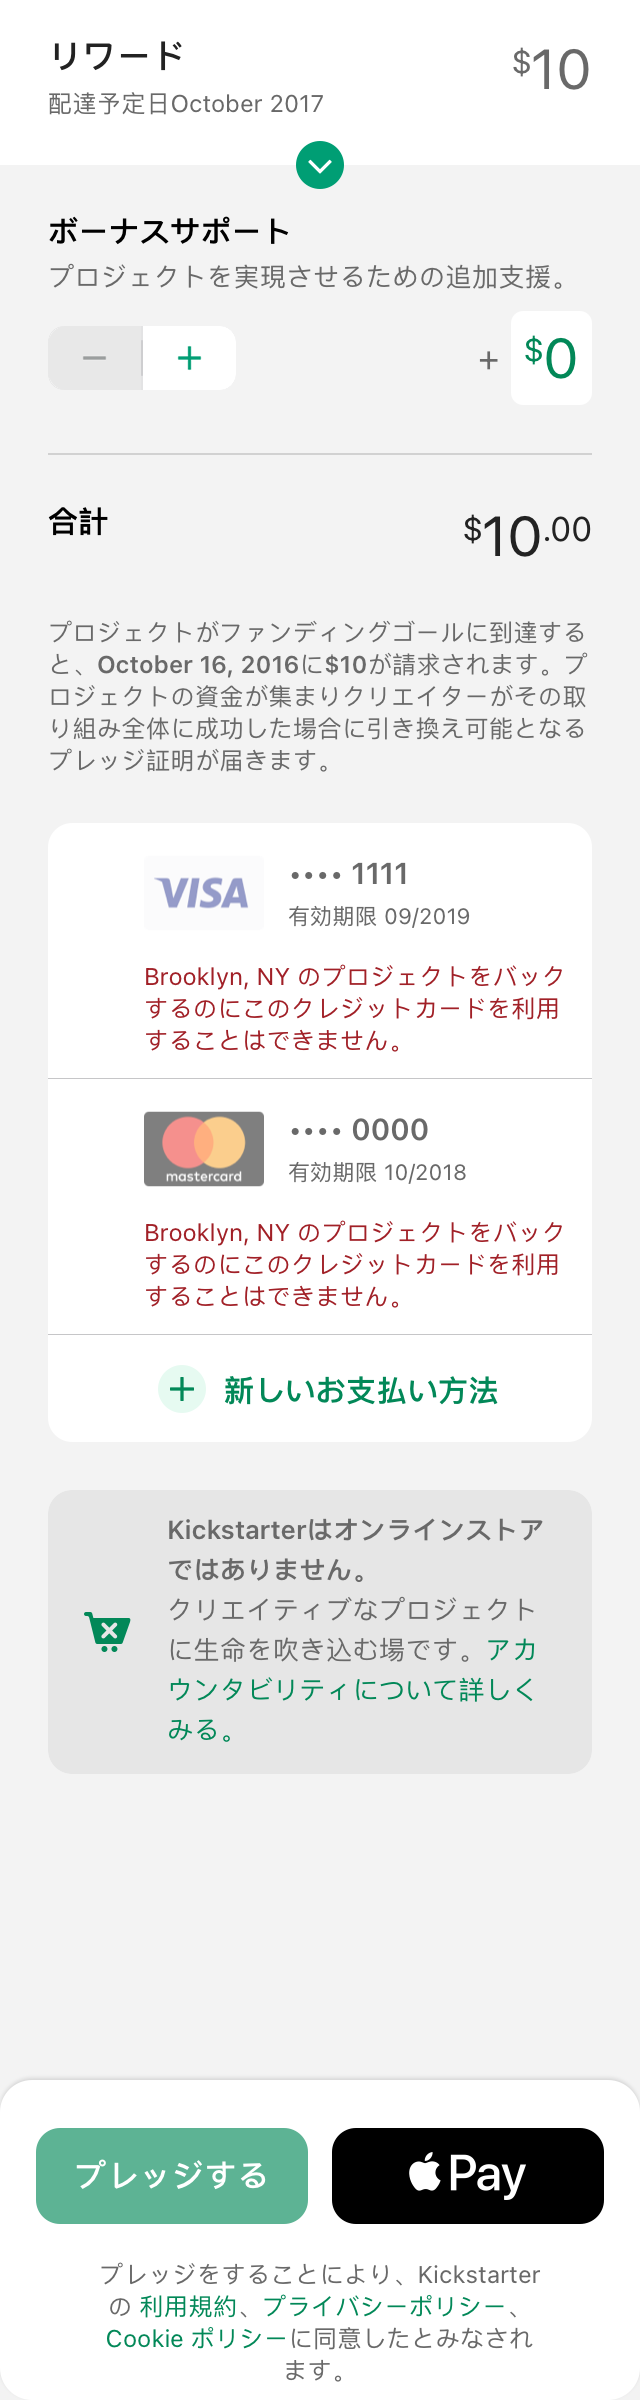 リワード
$10
配達予定日October 2017
ボーナスサポート
プロジェクトを実現させるための追加支援。
− +
+ $0
合計
$10.00
プロジェクトがファンディングゴールに到達する
と、October 16, 2016に$10が請求されます。プ
ロジェクトの資金が集まりクリエイターがその取
り組み全体に成功した場合に引き換え可能となる
プレッジ証明が届きます。
VISA
•••• 1111
有効期限 09/2019
Brooklyn, NY のプロジェクトをバック
するのにこのクレジットカードを利用
することはできません。
mastercard
•••• 0000
有効期限 10/2018
Brooklyn, NY のプロジェクトをバック
するのにこのクレジットカードを利用
することはできません。
+ 新しいお支払い方法
Kickstarterはオンラインストア
ではありません。
クリエイティブなプロジェクト
に生命を吹き込む場です。アカ
ウンタビリティについて詳しく
みる。
プレッジする
Pay
プレッジをすることにより、Kickstarter
の 利用規約、プライバシーポリシー、
Cookie ポリシーに同意したとみなされ
ます。